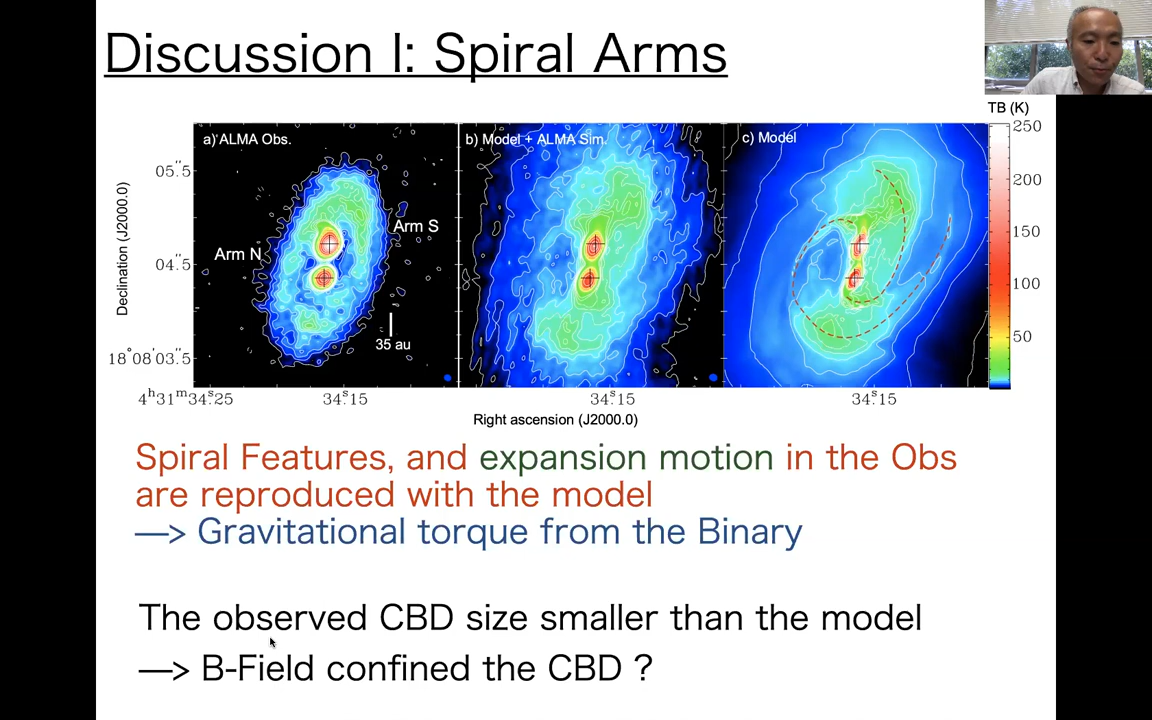 Discussion I: Spiral Arms
TB (K)
a) ALMA Obs.
b) Model + ALMA Sim.
c) Model
250
05.″5
200
Arm S
Arm N
150
04.″5
100
35 au
50
18°08′03.″5
4ʰ31ᵐ34ˢ.25
34ˢ.15
34ˢ.15
34ˢ.15
Declination (J2000.0)
Right ascension (J2000.0)
Spiral Features, and expansion motion in the Obs
are reproduced with the model
—> Gravitational torque from the Binary
The observed CBD size smaller than the model
—> B-Field confined the CBD ?